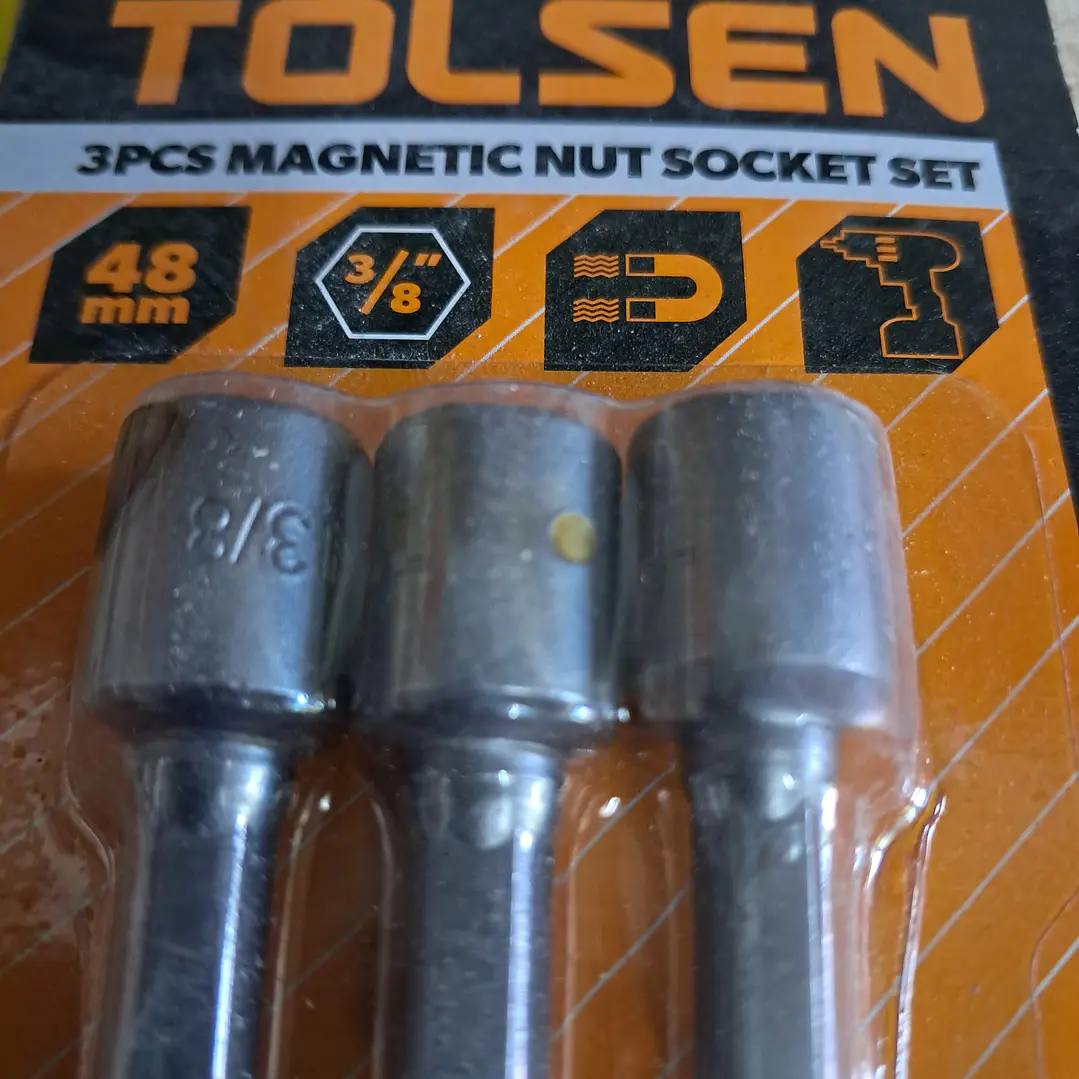 TOLSEN
3PCS MAGNETIC NUT SOCKET SET
48
mm
3/8"
3/8